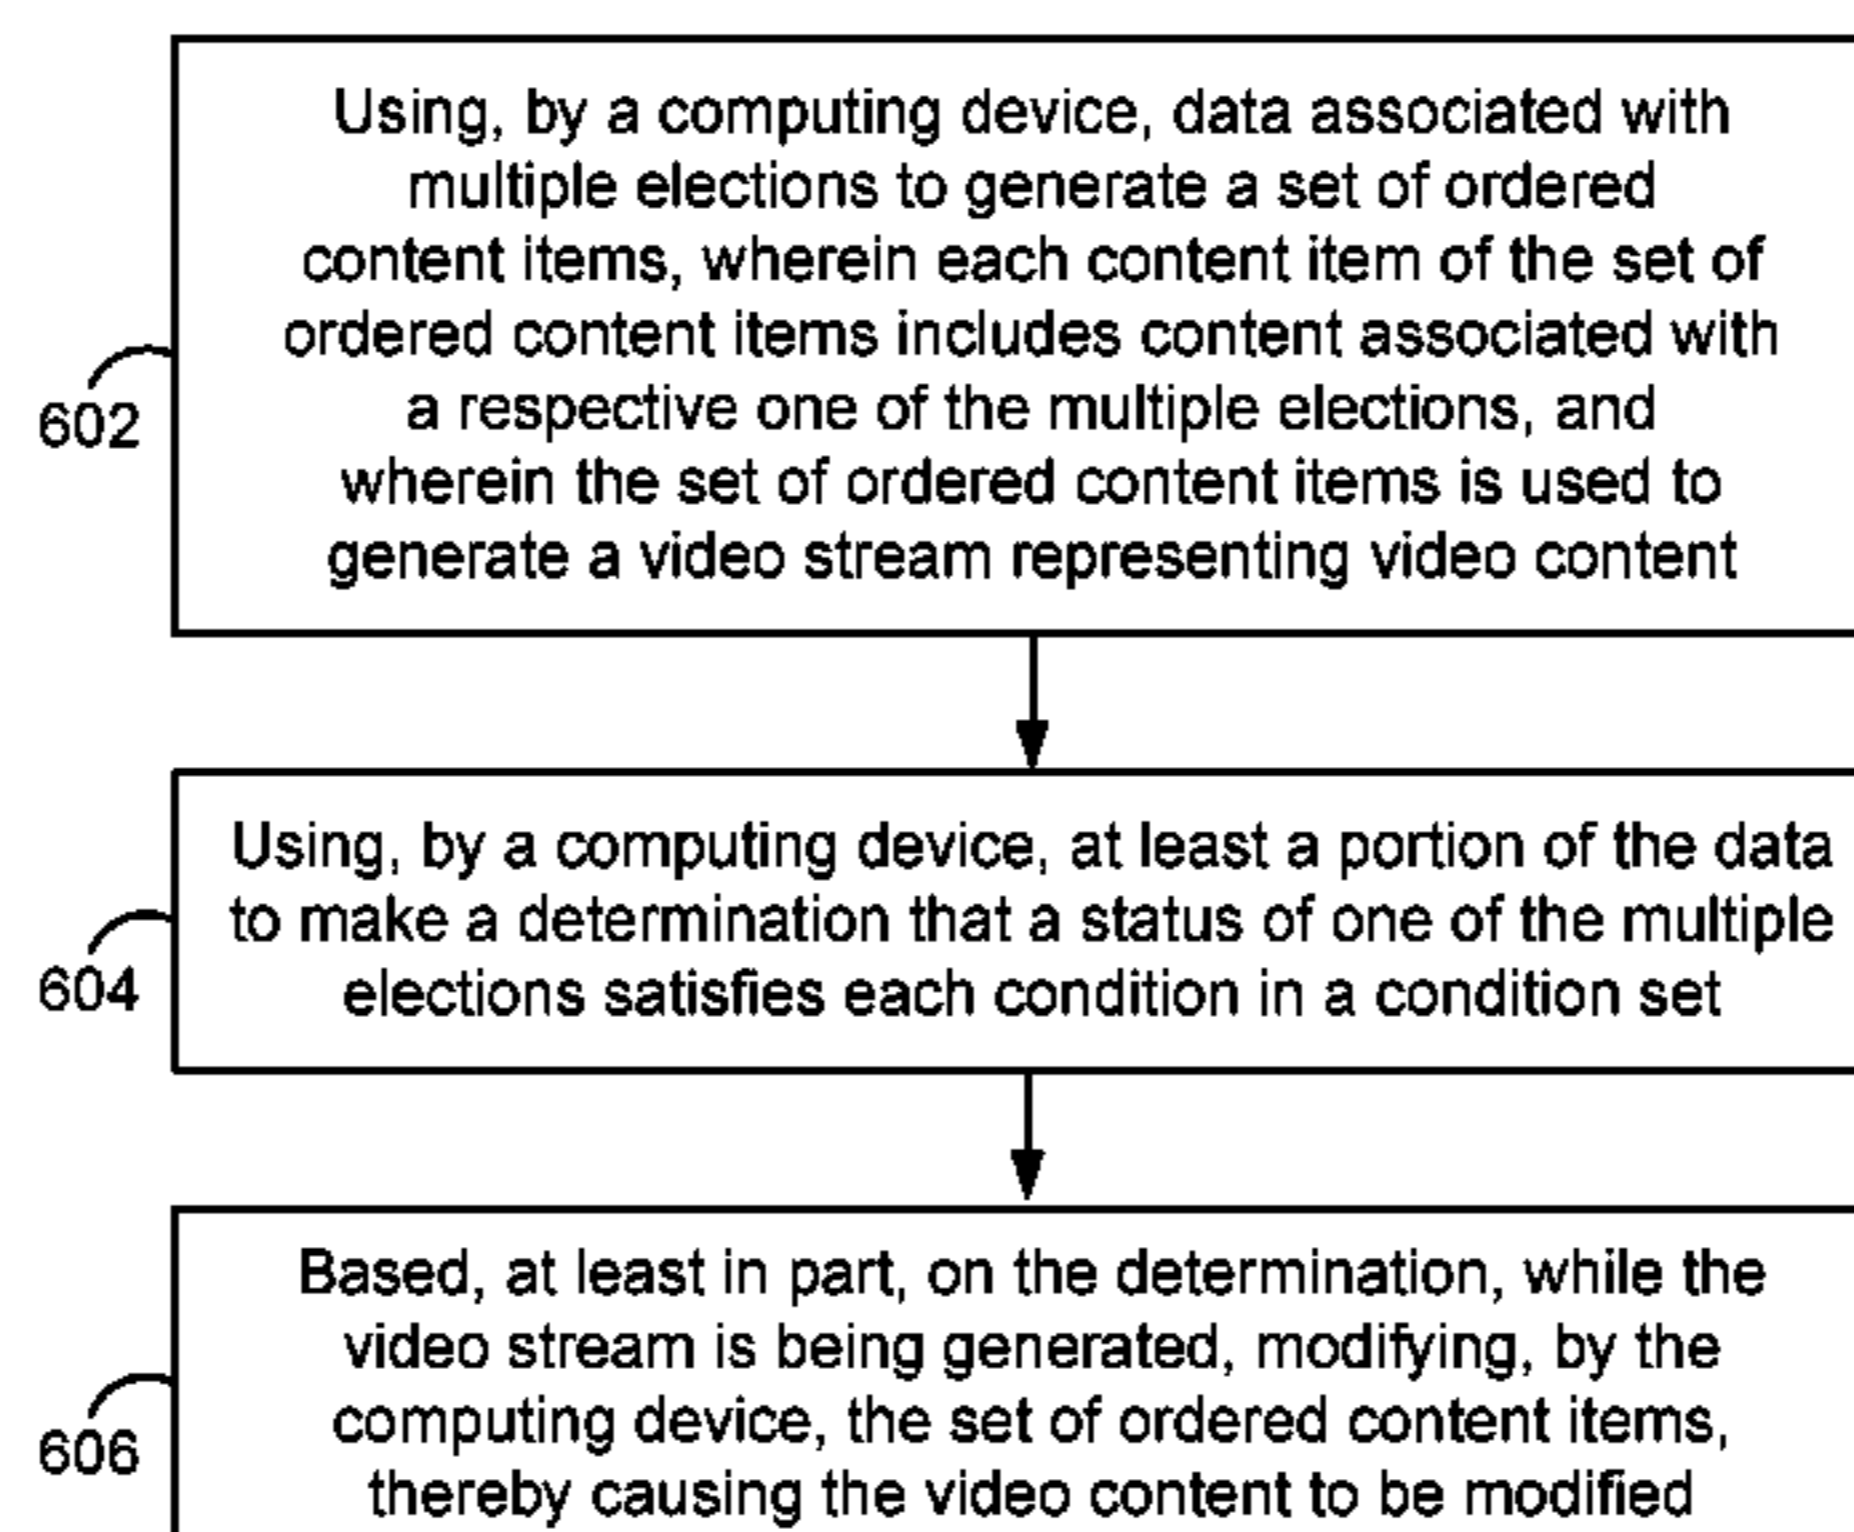 Using, by a computing device, data associated with
multiple elections to generate a set of ordered
content items, wherein each content item of the set of
ordered content items includes content associated with
a respective one of the multiple elections, and
wherein the set of ordered content items is used to
generate a video stream representing video content
602
Using, by a computing device, at least a portion of the data
to make a determination that a status of one of the multiple
elections satisfies each condition in a condition set
604
Based, at least in part, on the determination, while the
video stream is being generated, modifying, by the
computing device, the set of ordered content items,
thereby causing the video content to be modified
606